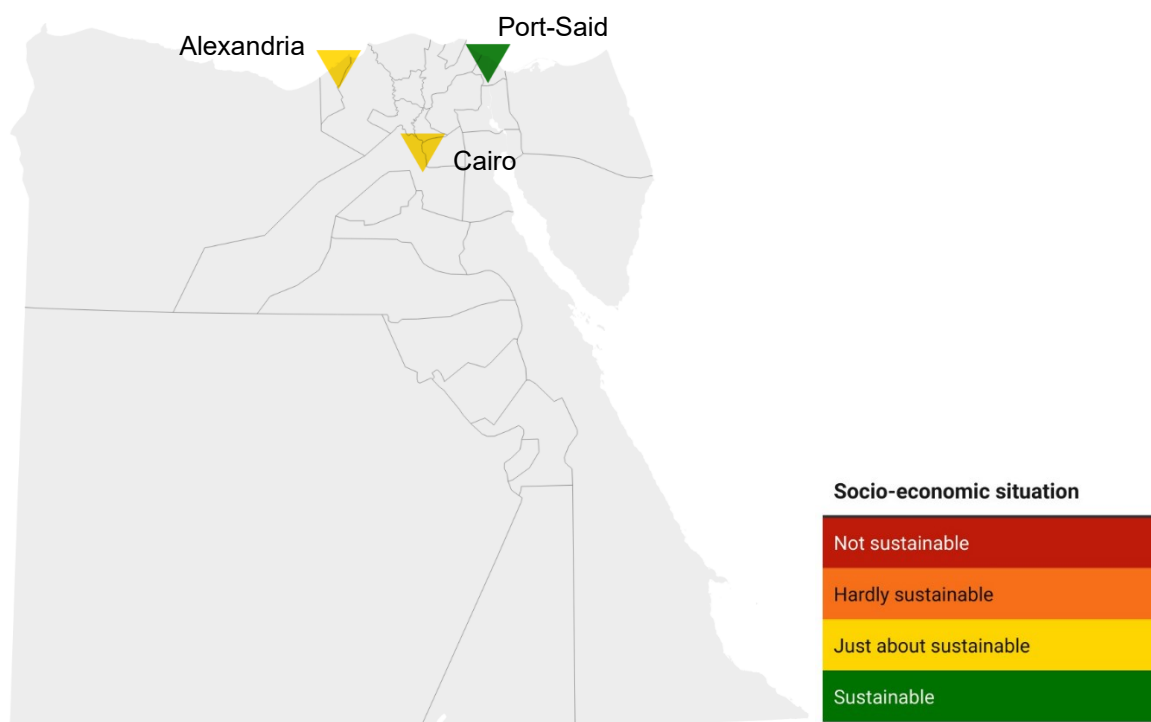 Port-Said
Alexandria
Cairo
Socio-economic situation
Not sustainable
Hardly sustainable
Just about sustainable
Sustainable